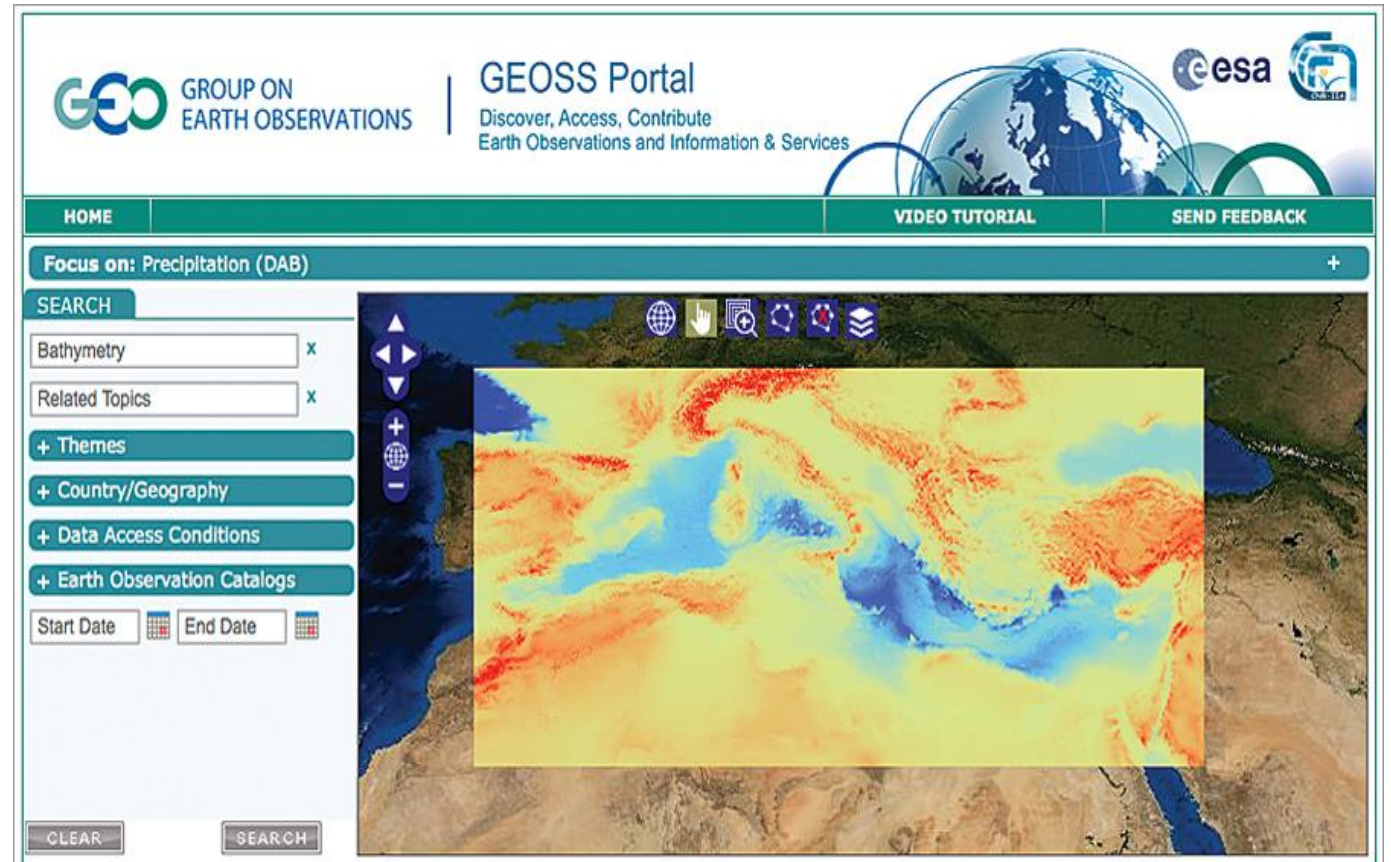 GEO GROUP ON
EARTH OBSERVATIONS
GEOSS Portal
Discover, Access, Contribute
Earth Observations and Information & Services
esa
HOME
VIDEO TUTORIAL
SEND FEEDBACK
Focus on: Precipitation (DAB)
+
SEARCH
Bathymetry x
Related Topics x
+ Themes
+ Country/Geography
+ Data Access Conditions
+ Earth Observation Catalogs
Start Date End Date
CLEAR SEARCH